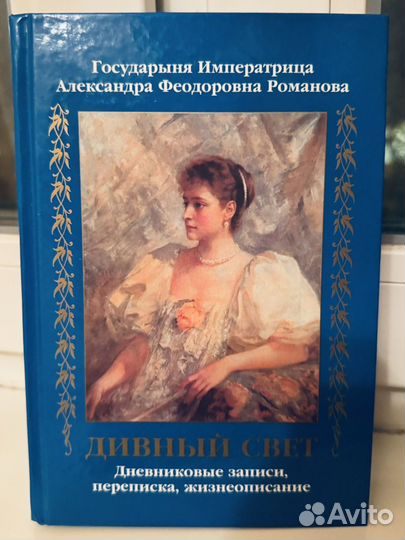 Государыня Императрица
Александра Феодоровна Романова
ДИВНЫЙ СВЕТ
Дневниковые записи,
переписка, жизнеописание
Avito